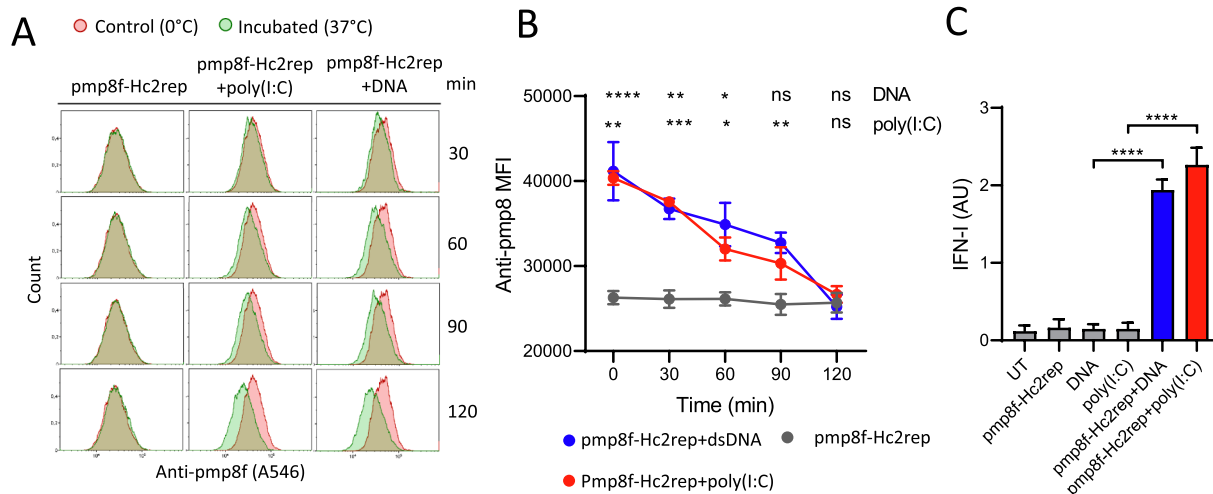 A
Control (0°C)
Incubated (37°C)
pmp8f-Hc2rep
pmp8f-Hc2rep
+poly(I:C)
pmp8f-Hc2rep
+DNA
min
30
60
90
120
Count
Anti-pmp8f (A546)
B
50000
40000
30000
20000
**** ** * ns ns DNA
** *** * ** ns poly(I:C)
Anti-pmp8 MFI
0 30 60 90 120
Time (min)
pmp8f-Hc2rep+dsDNA
pmp8f-Hc2rep
Pmp8f-Hc2rep+poly(I:C)
C
3
2
1
0
IFN-I (AU)
****
****
UT
pmp8f-Hc2rep
DNA
poly(I:C)
pmp8f-Hc2rep+DNA
pmp8f-Hc2rep+poly(I:C)